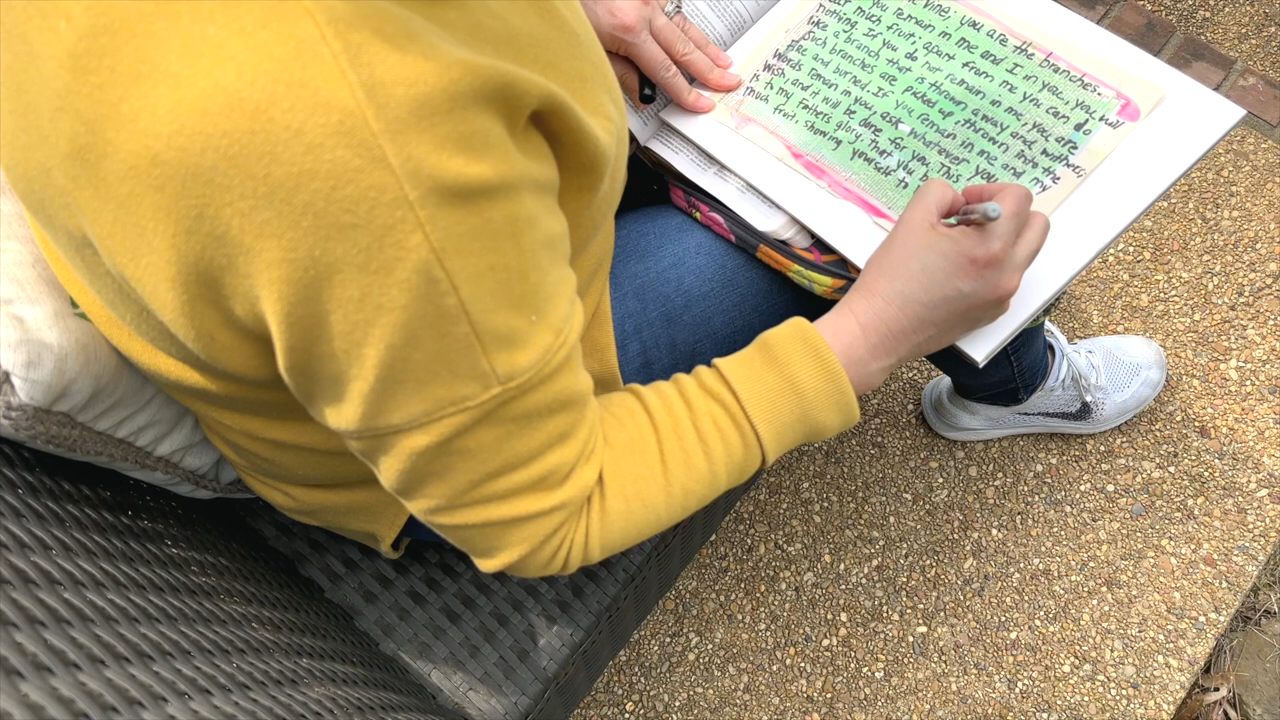 vine; you are the branches.
you remain in me and I in you, you will
much fruit; apart from me you can do
nothing. If you do not remain in me, you are
like a branch that is thrown away and withers;
such branches are picked up, thrown into the
fire and burned. If you remain in me and my
words remain in you, ask whatever you
wish, and it will be done for you. This
is to my Father's glory, that
much fruit, showing yourself to